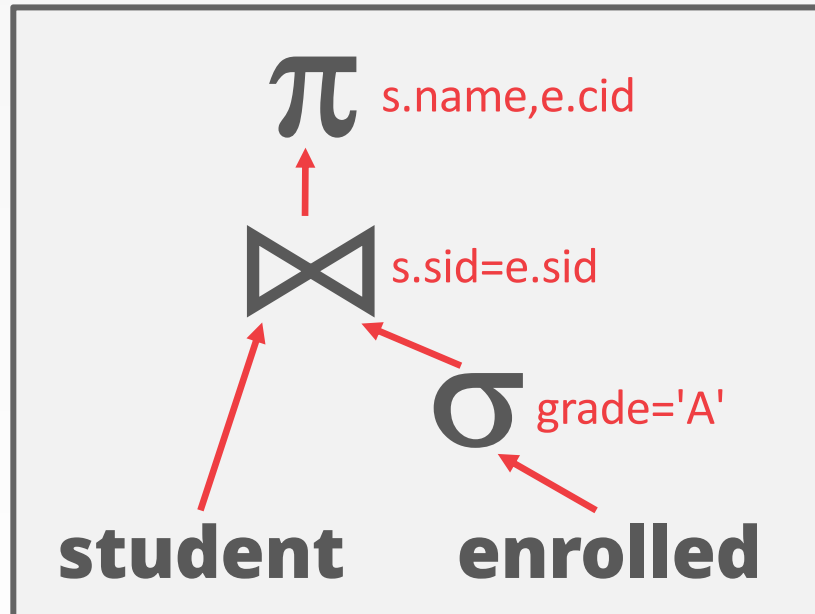 π s.name,e.cid
⋈ s.sid=e.sid
σ grade='A'
student enrolled